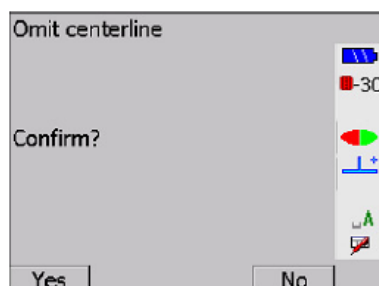 Omit centerline
-30
Confirm?
A
Yes No